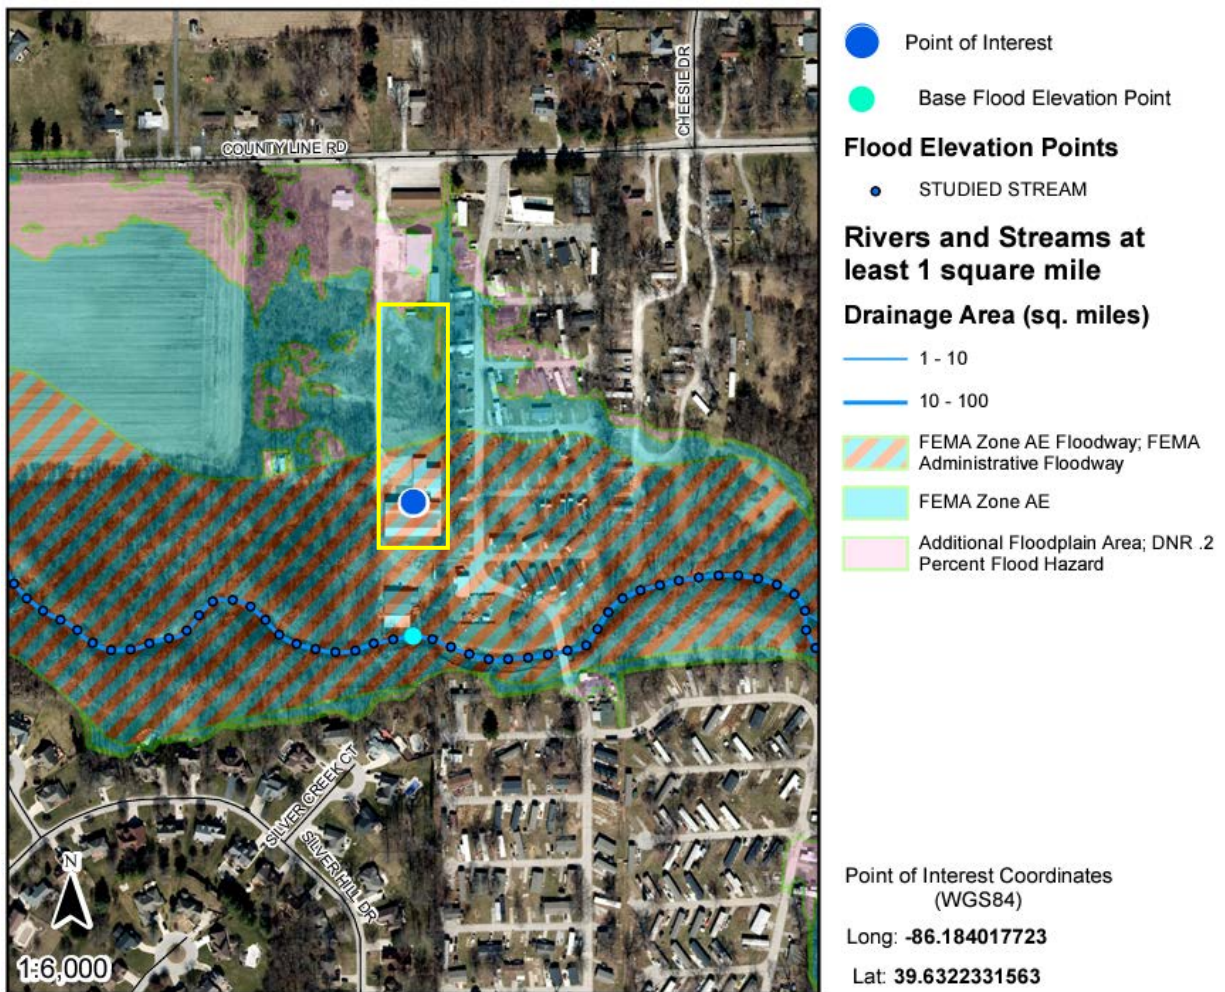 COUNTY LINE RD
CHEESIE DR
SILVER CREEK CT
SILVER HILL DR
N
1:6,000
Point of Interest
Base Flood Elevation Point
Flood Elevation Points
STUDIED STREAM
Rivers and Streams at
least 1 square mile
Drainage Area (sq. miles)
1 - 10
10 - 100
FEMA Zone AE Floodway; FEMA
Administrative Floodway
FEMA Zone AE
Additional Floodplain Area; DNR .2
Percent Flood Hazard
Point of Interest Coordinates
(WGS84)
Long: -86.184017723
Lat: 39.6322331563